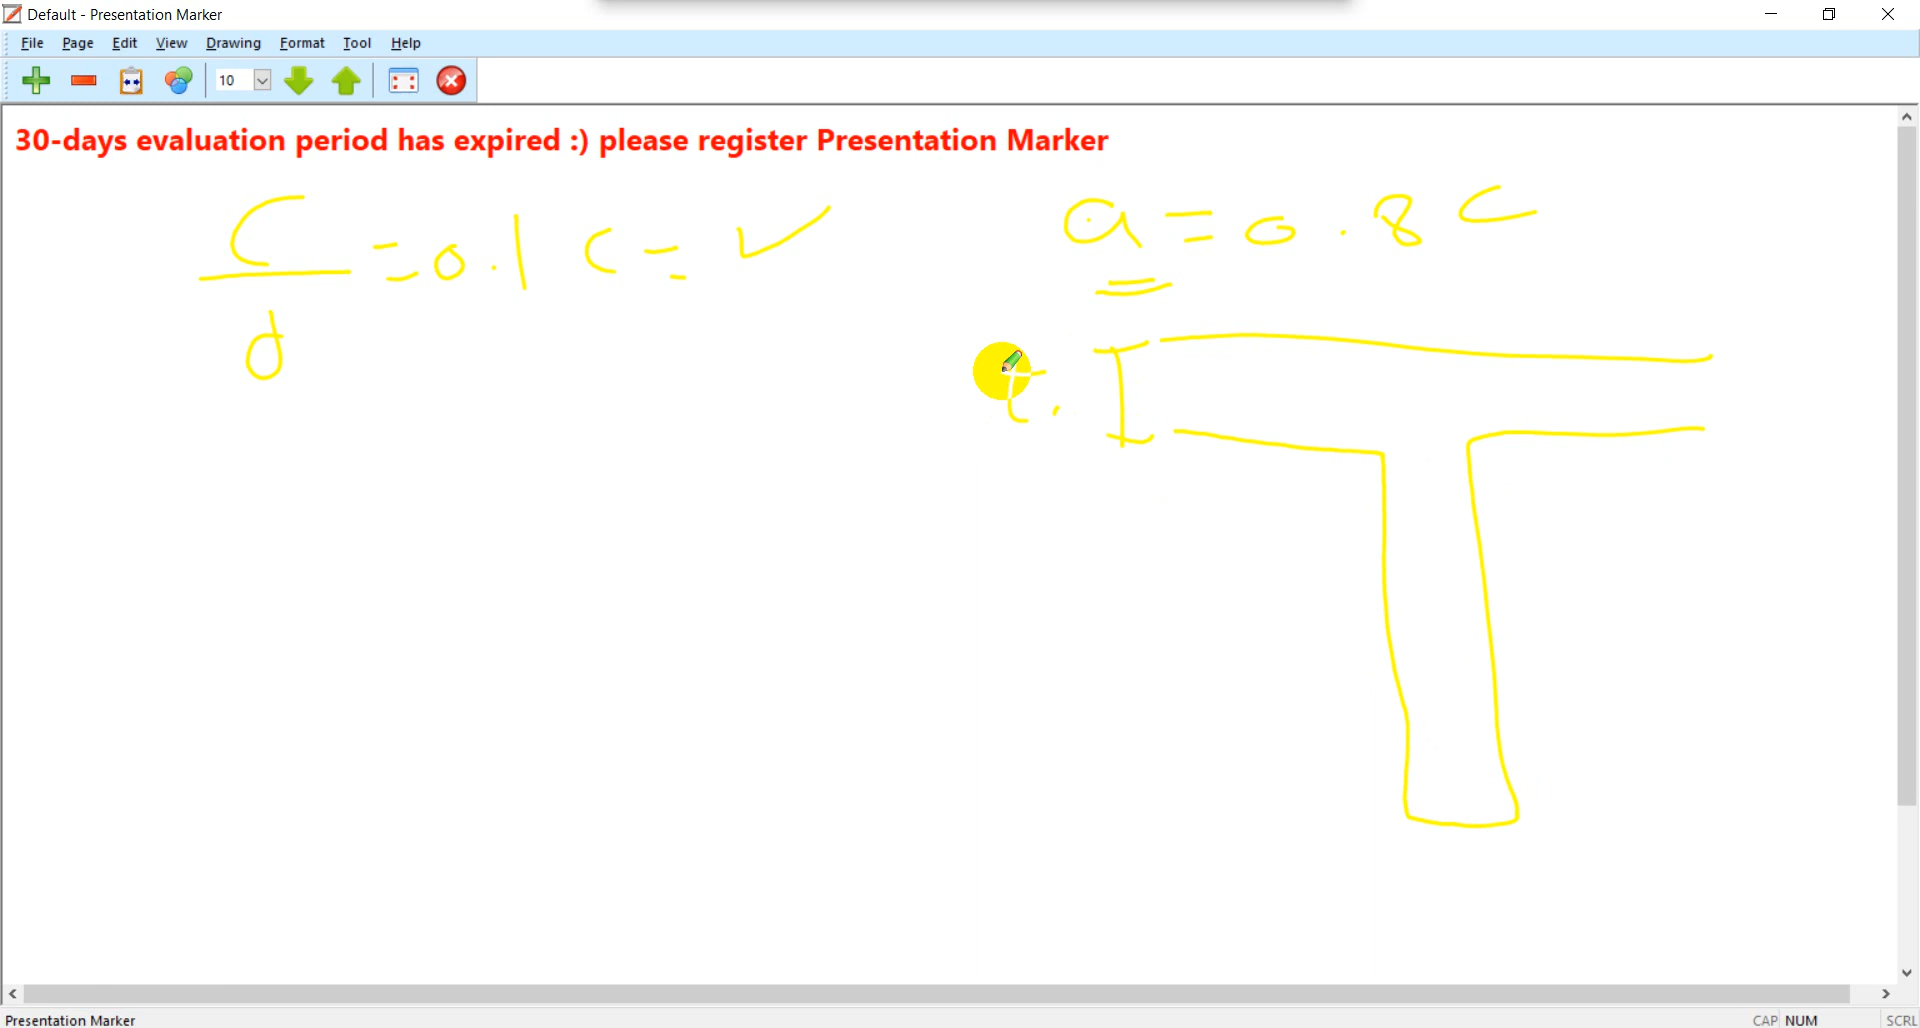 Default - Presentation Marker
File Page Edit View Drawing Format Tool Help
10
30-days evaluation period has expired :) please register Presentation Marker
c/d = 0.1 c = ✓
a = 0.8 c
t.
Presentation Marker
CAP NUM SCRL